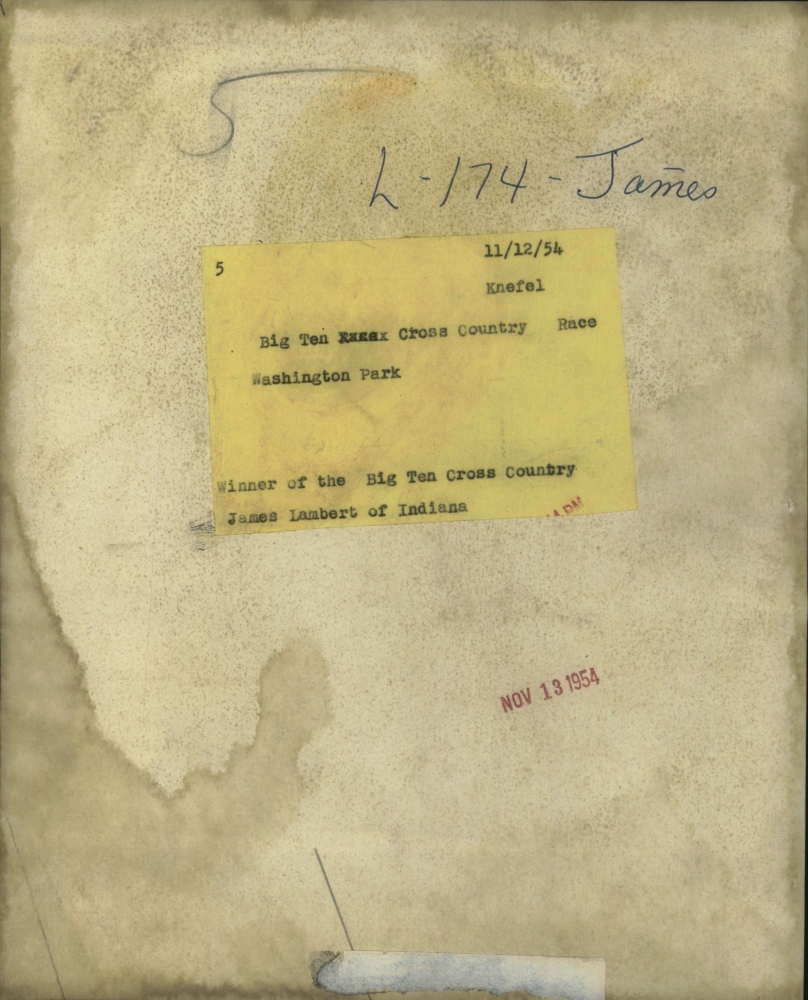 5
L-174-James
5 11/12/54
Knefel
Big Ten xxxxx Cross Country Race
Washington Park
Winner of the Big Ten Cross Country
James Lambert of Indiana
NOV 13 1954